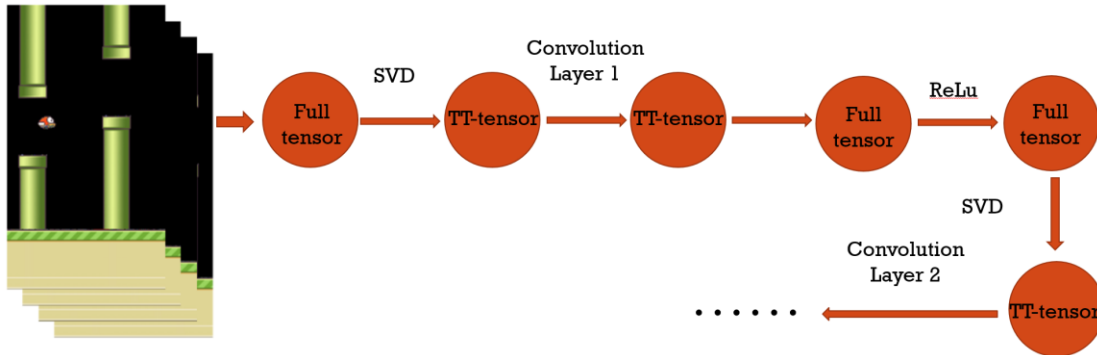 Full
tensor
SVD
TT-tensor
Convolution
Layer 1
TT-tensor
Full
tensor
ReLu
Full
tensor
SVD
TT-tensor
Convolution
Layer 2
. . . . . .